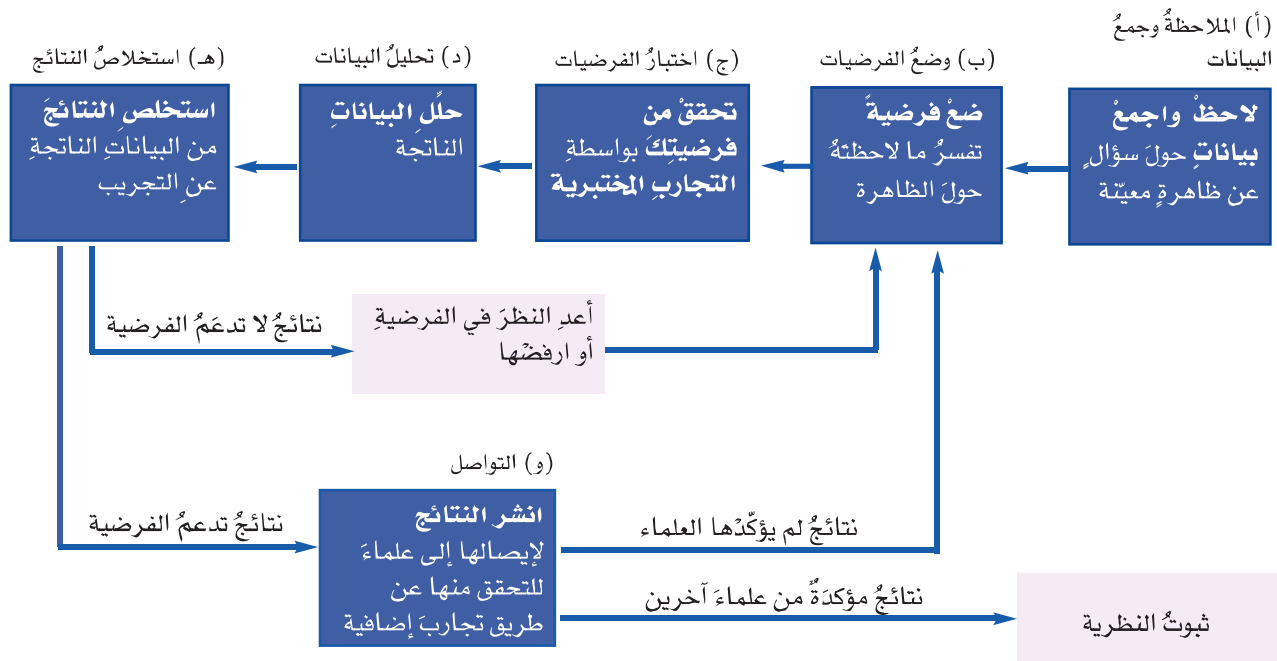 (أ) الملاحظةُ وجمعُ
البيانات
لاحظْ واجمعْ
بياناتٍ حولَ سؤالٍ
عن ظاهرةٍ معيّنة
(ب) وضعُ الفرضيات
ضعْ فرضيةً
تفسرُ ما لاحظتَهُ
حولَ الظاهرة
(ج) اختبارُ الفرضيات
تحققْ من
فرضيتِكَ بواسطةِ
التجاربِ المختبرية
(د) تحليلُ البيانات
حلّلِ البياناتِ
الناتجة
(هـ) استخلاصُ النتائج
استخلصِ النتائجَ
من البياناتِ الناتجةِ
عنِ التجريب
نتائجُ لا تدعَمُ الفرضية
أعدِ النظرَ في الفرضيةِ
أو ارفضْها
(و) التواصل
نتائجُ تدعمُ الفرضية
انشر النتائج
لإيصالها إلى علماءَ
للتحقق منها عن
طريق تجاربَ إضافية
نتائجُ لم يؤكّدْها العلماء
نتائجُ مؤكدَةٌ من علماءَ آخرين
ثبوتُ النظرية